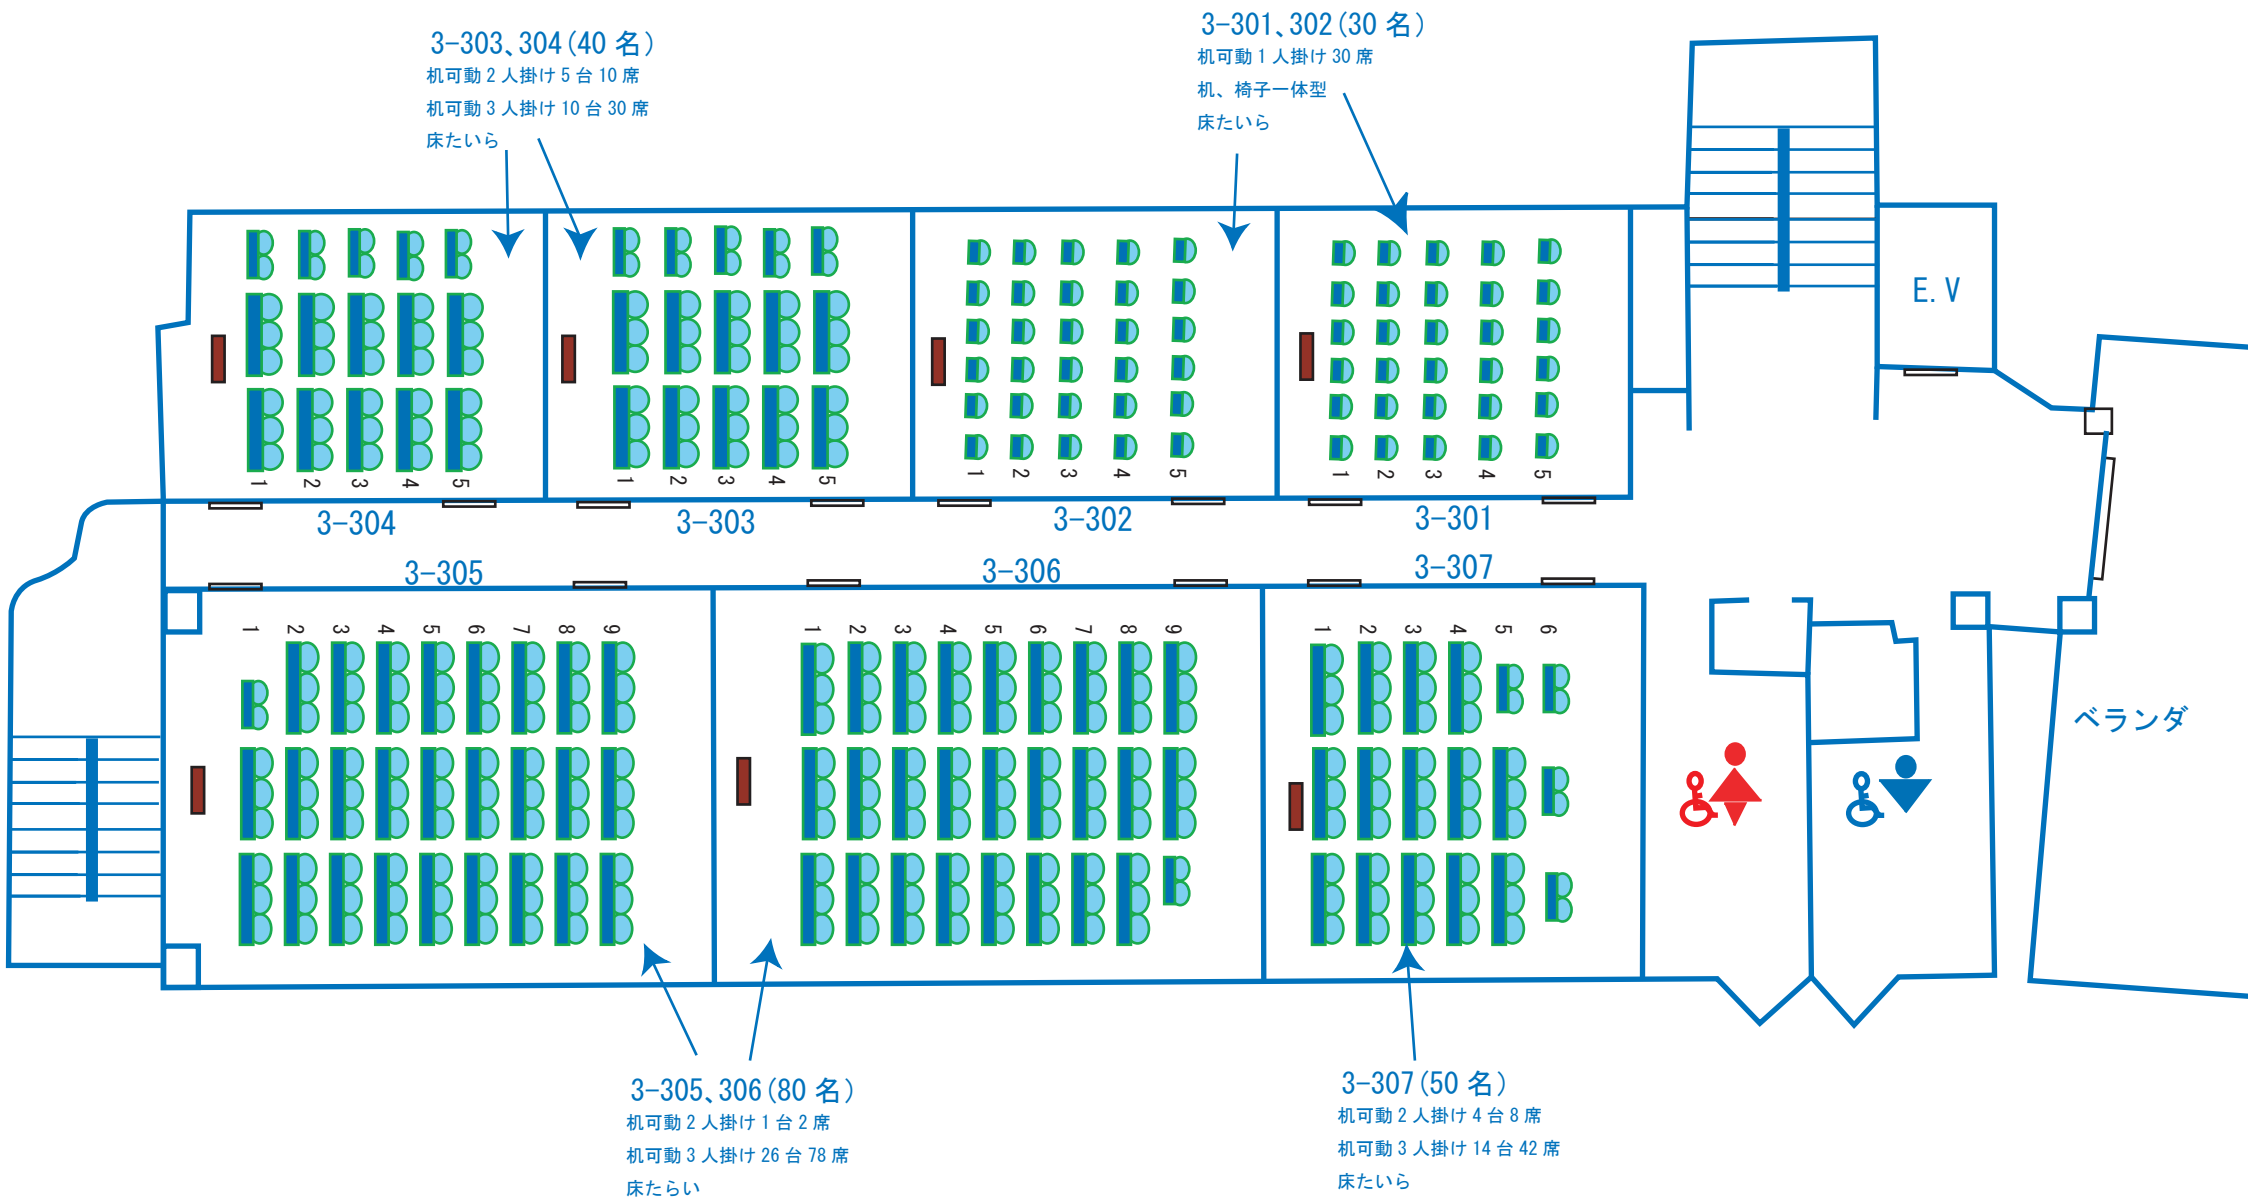 3-303、304(40 名)
机可動 2 人掛け 5 台 10 席
机可動 3 人掛け 10 台 30 席
床たいら
3-301、302(30 名)
机可動 1 人掛け 30 席
机、椅子一体型
床たいら
E.V
1 2 3 4 5
1 2 3 4 5
1 2 3 4 5
1 2 3 4 5
3-304
3-303
3-302
3-301
3-305
3-306
3-307
1 2 3 4 5 6 7 8 9
1 2 3 4 5 6 7 8 9
1 2 3 4 5 6
ベランダ
3-305、306(80 名)
机可動 2 人掛け 1 台 2 席
机可動 3 人掛け 26 台 78 席
床たらい
3-307(50 名)
机可動 2 人掛け 4 台 8 席
机可動 3 人掛け 14 台 42 席
床たいら